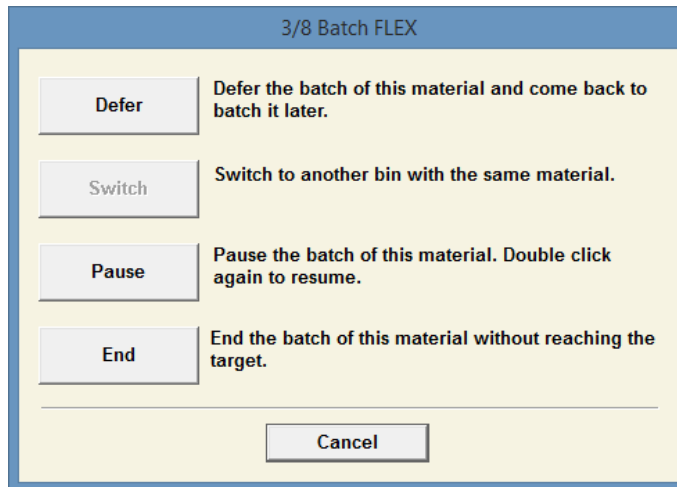 3/8 Batch FLEX
Defer
Defer the batch of this material and come back to
batch it later.
Switch
Switch to another bin with the same material.
Pause
Pause the batch of this material. Double click
again to resume.
End
End the batch of this material without reaching the
target.
Cancel